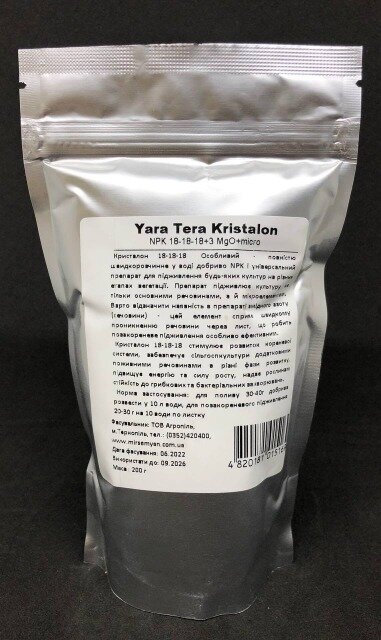 Yara Tera Kristalon
NPK 18-18-18+3 MgO+micro
Кристалон 18-18-18 Особливий - повністю
швидкорозчинне у воді добриво NPK і універсальний
препарат для підживлення будь-яких культур на різних
етапах вегетації. Препарат підживлює культуру не
тільки основними речовинами, а й мікроелементами.
Варто відзначити наявність в препараті амідного азоту
(сечовини) - цей елемент сприяє швидкому
проникненню речовини через лист, що робить
позакореневе підживлення особливо ефективним.
Кристалон 18-18-18 стимулює розвиток кореневої
системи, забезпечує сільгоспкультури додатковими
поживними речовинами в різні фази розвитку,
підвищує енергію та силу росту, надає рослинам
стійкість до грибкових та бактеріальних захворювань.
Норма застосування: для поливу 30-40г добрива
розвести у 10 л води, для позакореневого підживлення
20-30 г на 10 води по листку
Фасувальник: ТОВ Агропіль,
м.Тернопіль, тел.: (0352)420400,
www.mirsemyan.com.ua
Дата фасування: 06.2022
Використати до: 09.2026
Маса: 200 г
4 820181 0151